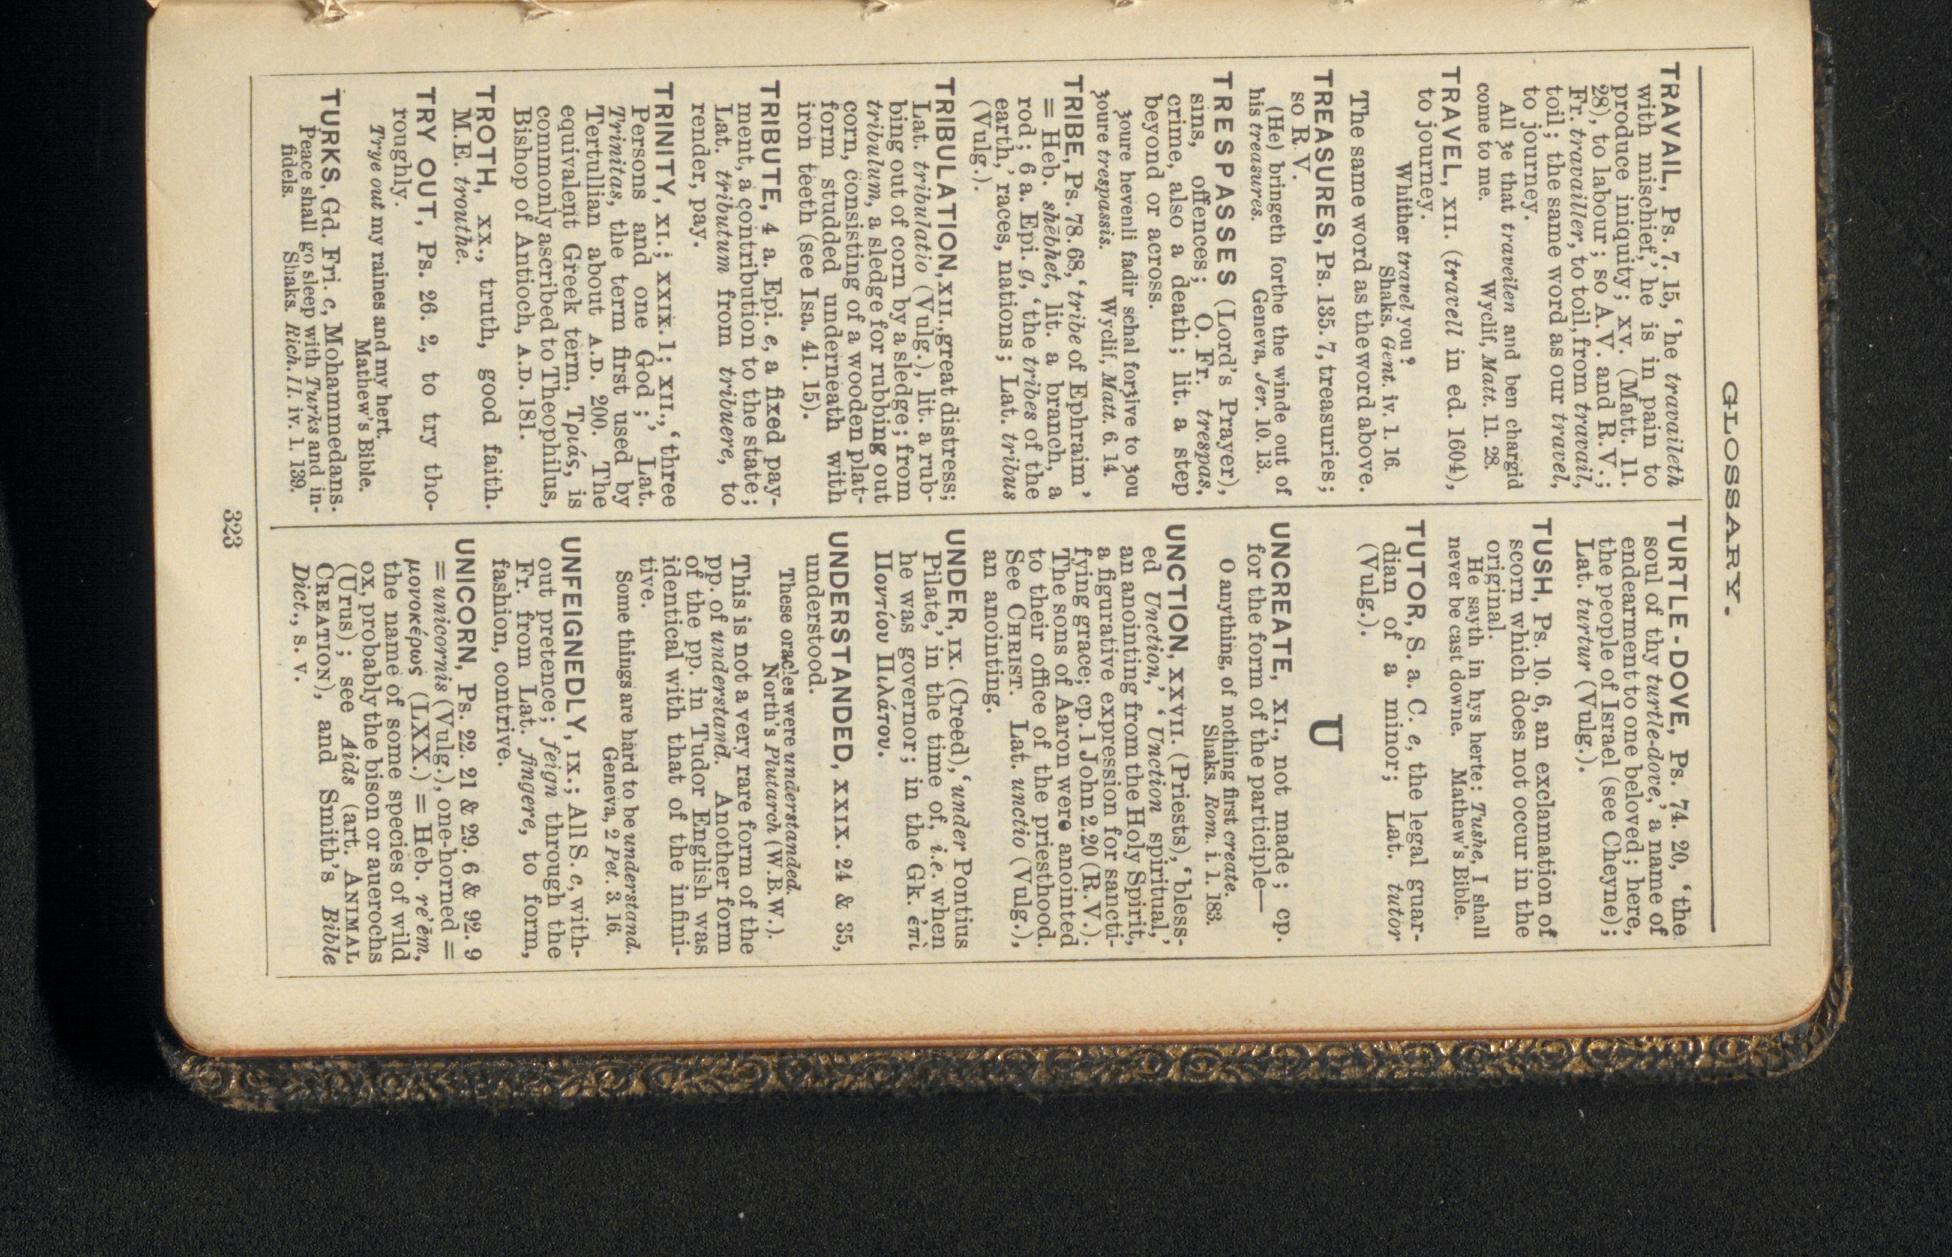 GLOSSARY.
TRAVAIL, Ps. 7. 15, ‘he travaileth
with mischief,’ he is in pain to
produce iniquity; xv. (Matt. 11.
28), to labour; so A.V. and R.V.;
Fr. travailler, to toil, from travail,
toil; the same word as our travel,
to journey.
All ȝe that traveilen and ben chargid
come to me. Wyclif, Matt. 11. 28.
TRAVEL, XII. (travell in ed. 1604),
to journey.
Whither travel you?
Shaks. Gent. iv. 1. 16.
The same word as the word above.
TREASURES, Ps. 135. 7, treasuries;
so R.V.
(He) bringeth forthe the winde out of
his treasures. Geneva, Jer. 10. 13.
TRESPASSES (Lord's Prayer),
sins, offences; O. Fr. trespas,
crime, also a death; lit. a step
beyond or across.
ȝoure hevenli fadir schal forȝive to ȝou
ȝoure trespassis. Wyclif, Matt. 6. 14.
TRIBE, Ps. 78. 68, ‘tribe of Ephraim,’
= Heb. shēbhet, lit. a branch, a
rod; 6 a. Epi. g, ‘the tribes of the
earth,’ races, nations; Lat. tribus
(Vulg.).
TRIBULATION, XII., great distress;
Lat. tribulatio (Vulg.), lit. a rub-
bing out of corn by a sledge; from
tribulum, a sledge for rubbing out
corn, consisting of a wooden plat-
form studded underneath with
iron teeth (see Isa. 41. 15).
TRIBUTE, 4 a. Epi. e, a fixed pay-
ment, a contribution to the state;
Lat. tributum from tribuere, to
render, pay.
TRINITY, XI.; XXIX. 1; XII., ‘three
Persons and one God;’ Lat.
Trinitas, the term first used by
Tertullian about A.D. 200. The
equivalent Greek term, Τριάς, is
commonly ascribed to Theophilus,
Bishop of Antioch, A.D. 181.
TROTH, XX., truth, good faith.
M.E. trouthe.
TRY OUT, Ps. 26. 2, to try tho-
roughly.
Trye out my raines and my hert.
Mathew's Bible.
TURKS, Gd. Fri. c, Mohammedans.
Peace shall go sleep with Turks and in-
fidels. Shaks. Rich. II. iv. 1. 139.
TURTLE-DOVE, Ps. 74. 20, ‘the
soul of thy turtle-dove,’ a name of
endearment to one beloved; here,
the people of Israel (see Cheyne);
Lat. turtur (Vulg.).
TUSH, Ps. 10. 6, an exclamation of
scorn which does not occur in the
original.
He sayth in hys herte: Tushe, I shall
never be cast downe. Mathew's Bible.
TUTOR, S. a. C. e, the legal guar-
dian of a minor; Lat. tutor
(Vulg.).
U
UNCREATE, XI., not made; cp.
for the form of the participle—
O anything, of nothing first create.
Shaks. Rom. i. 1. 183.
UNCTION, XXVII. (Priests), ‘bless-
ed Unction,’ ‘Unction spiritual,’
an anointing from the Holy Spirit,
a figurative expression for sancti-
fying grace; cp. 1 John 2. 20 (R.V.).
The sons of Aaron were anointed
to their office of the priesthood.
See CHRIST. Lat. unctio (Vulg.),
an anointing.
UNDER, IX. (Creed), ‘under Pontius
Pilate,’ in the time of, i.e. when
he was governor; in the Gk. ἐπὶ
Ποντίου Πιλάτου.
UNDERSTANDED, XXIX. 24 & 35,
understood.
These oracles were understanded.
North's Plutarch (W.B.W.).
This is not a very rare form of the
pp. of understand. Another form
of the pp. in Tudor English was
identical with that of the infini-
tive.
Some things are hard to be understand.
Geneva, 2 Pet. 3. 16.
UNFEIGNEDLY, IX.; All S. c, with-
out pretence; feign through the
Fr. from Lat. fingere, to form,
fashion, contrive.
UNICORN, Ps. 22. 21 & 29. 6 & 92. 9
= unicornis (Vulg.), one-horned =
μονοκέρως (LXX.) = Heb. re'ēm,
the name of some species of wild
ox, probably the bison or auerochs
(Urus); see Aids (art. ANIMAL
CREATION), and Smith's Bible
Dict., s. v.
323